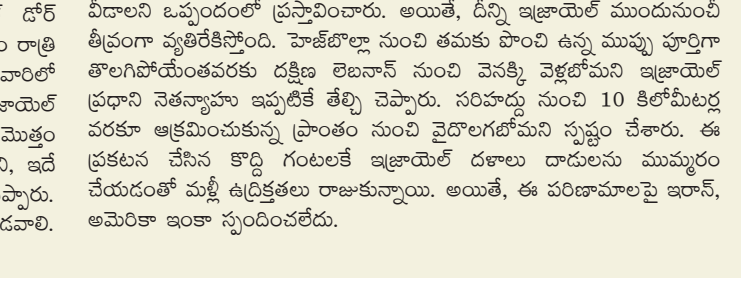 డోర్
రాత్రి
వారిలో
జాయెల్
మొత్తం
ని, ఇదే
ప్పారు.
డవాలి.
వీడాలని ఒప్పందంలో ప్రస్తావించారు. అయితే, దీన్ని ఇజ్రాయెల్ ముందునుంచీ
తీవ్రంగా వ్యతిరేకిస్తోంది. హెజ్‌బొల్లా నుంచి తమకు పొంచి ఉన్న ముప్పు పూర్తిగా
తొలగిపోయేంతవరకు దక్షిణ లెబనాన్ నుంచి వెనక్కి వెళ్లబోమని ఇజ్రాయెల్
ప్రధాని నెతన్యాహు ఇప్పటికే తేల్చి చెప్పారు. సరిహద్దు నుంచి 10 కిలోమీటర్ల
వరకూ ఆక్రమించుకున్న ప్రాంతం నుంచి వైదొలగబోమని స్పష్టం చేశారు. ఈ
ప్రకటన చేసిన కొద్ది గంటలకే ఇజ్రాయెల్ దళాలు దాడులను ముమ్మరం
చేయడంతో మళ్లీ ఉద్రిక్తతలు రాజుకున్నాయి. అయితే, ఈ పరిణామాలపై ఇరాన్,
అమెరికా ఇంకా స్పందించలేదు.